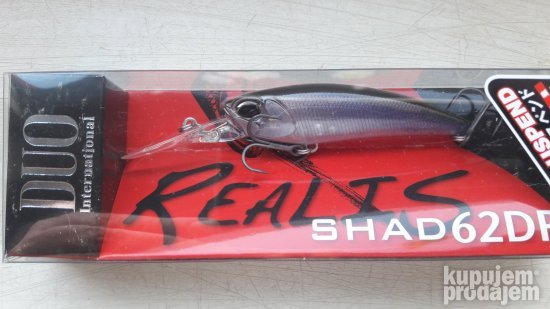 DUO
International
REALIS
SHAD62DR
SUSPEND
kupujem
prodajem